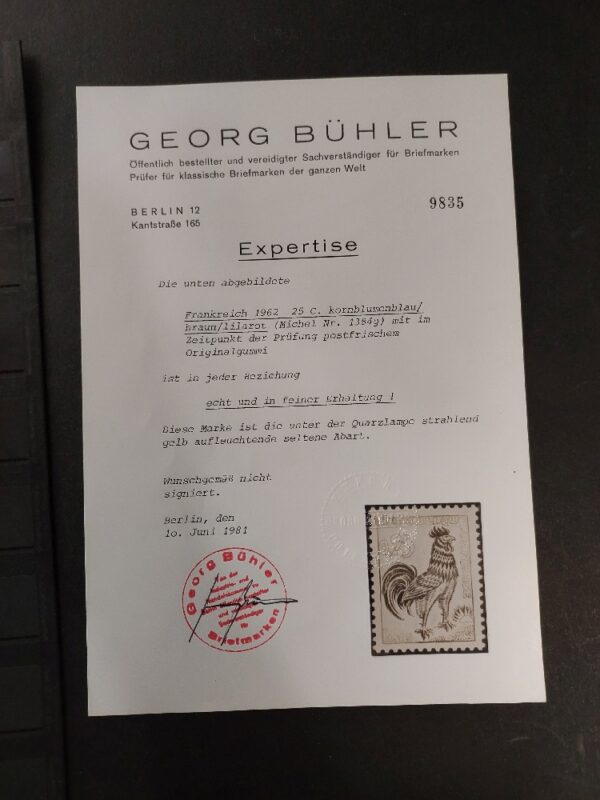 GEORG BÜHLER
Öffentlich bestellter und vereidigter Sachverständiger für Briefmarken
Prüfer für klassische Briefmarken der ganzen Welt
BERLIN 12
Kantstraße 165
9835
Expertise
Die unten abgebildete
Frankreich 1962 25 C. kornblumenblau/
braun/lilarot (Michel Nr. 1384g) mit im
Zeitpunkt der Prüfung postfrischem
Originalgummi
ist in jeder Beziehung
echt und in feiner Erhaltung !
Diese Marke ist die unter der Quarzlampe strahlend
gelb aufleuchtende seltene Abart.
Wunschgemäß nicht
signiert.
Berlin, den
10. Juni 1981
Georg Bühler
Briefmarken